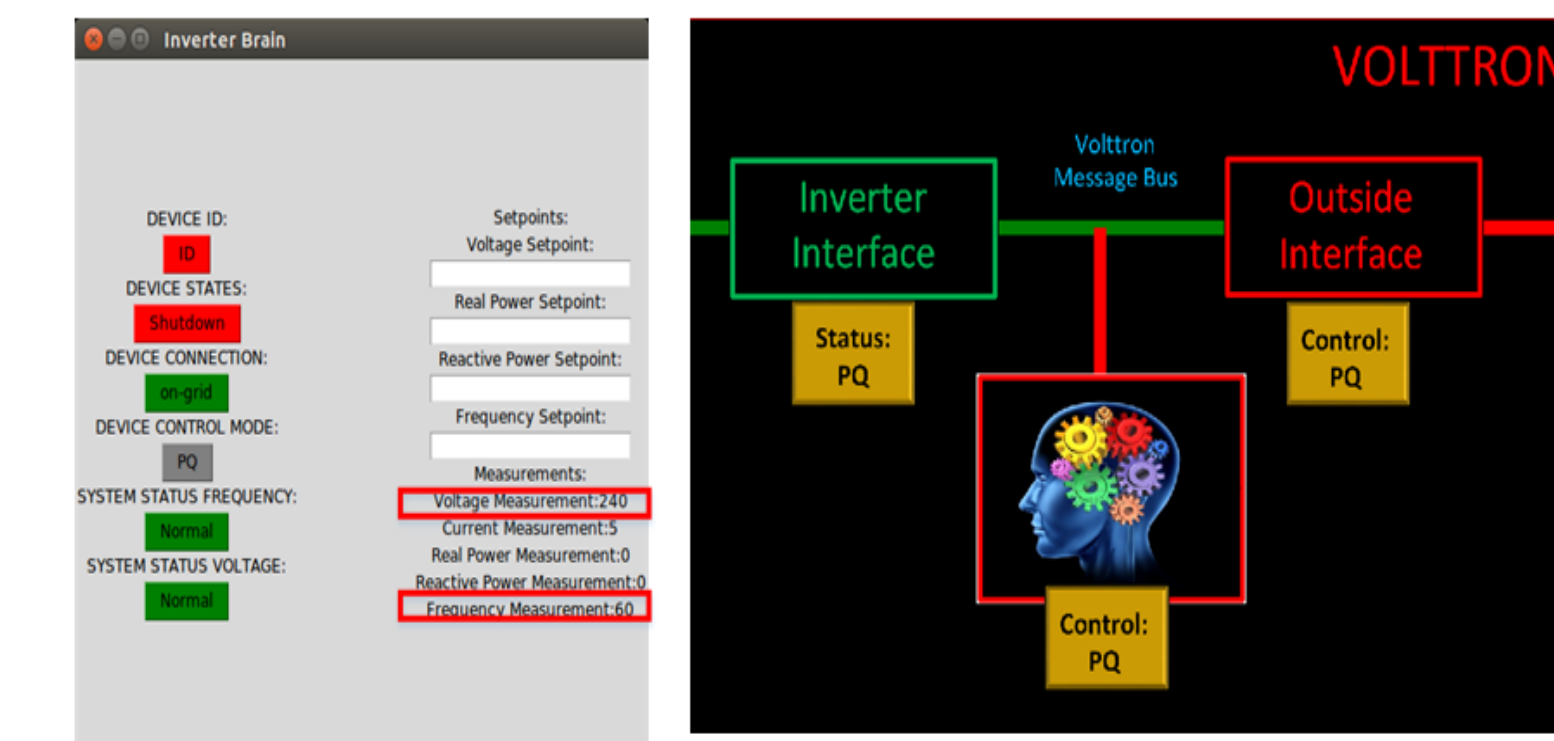 Inverter Brain
DEVICE ID:
ID
DEVICE STATES:
Shutdown
DEVICE CONNECTION:
on-grid
DEVICE CONTROL MODE:
PQ
SYSTEM STATUS FREQUENCY:
Normal
SYSTEM STATUS VOLTAGE:
Normal
Setpoints:
Voltage Setpoint:
Real Power Setpoint:
Reactive Power Setpoint:
Frequency Setpoint:
Measurements:
Voltage Measurement:240
Current Measurement:5
Real Power Measurement:0
Reactive Power Measurement:0
Frequency Measurement:60
VOLTTRON
Volttron
Message Bus
Inverter
Interface
Outside
Interface
Status:
PQ
Control:
PQ
Control:
PQ